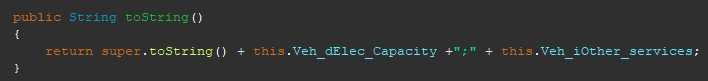 public String toString()
{
    return super.toString() + this.Veh_dElec_Capacity +";" + this.Veh_iOther_services;
}